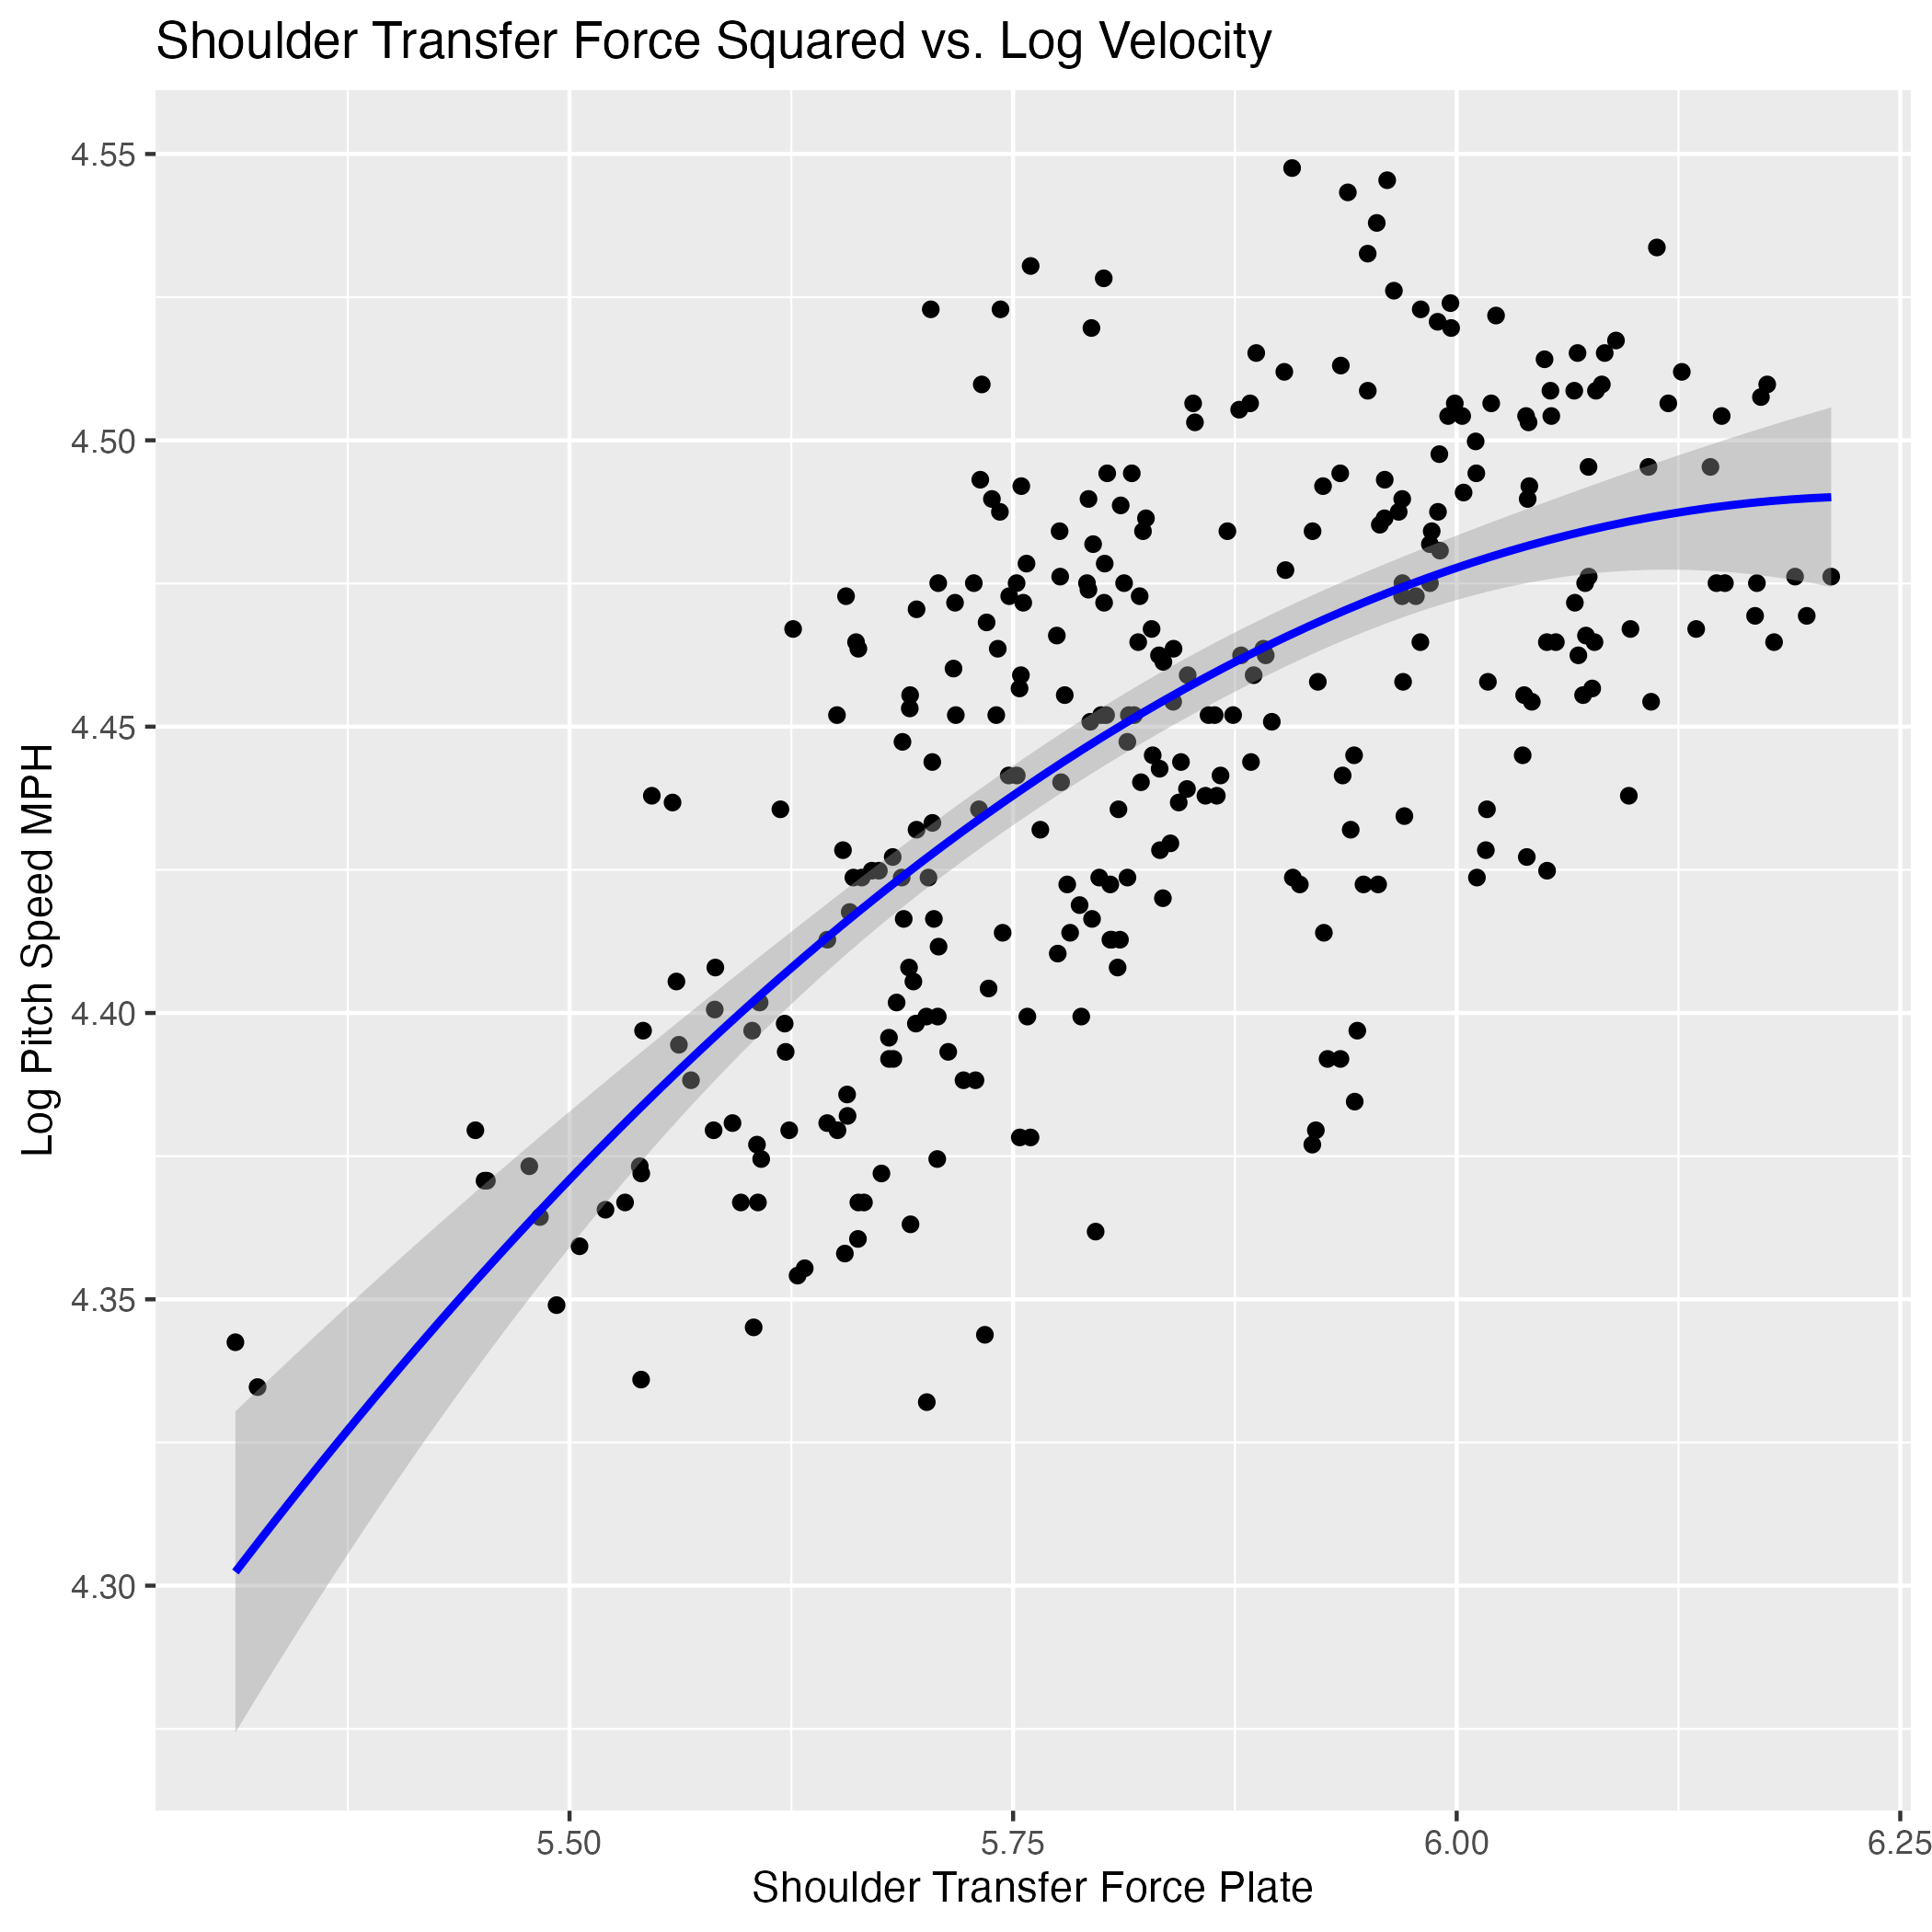 Shoulder Transfer Force Squared vs. Log Velocity
4.55
4.50
4.45
4.40
4.35
4.30
Log Pitch Speed MPH
5.50 5.75 6.00 6.25
Shoulder Transfer Force Plate